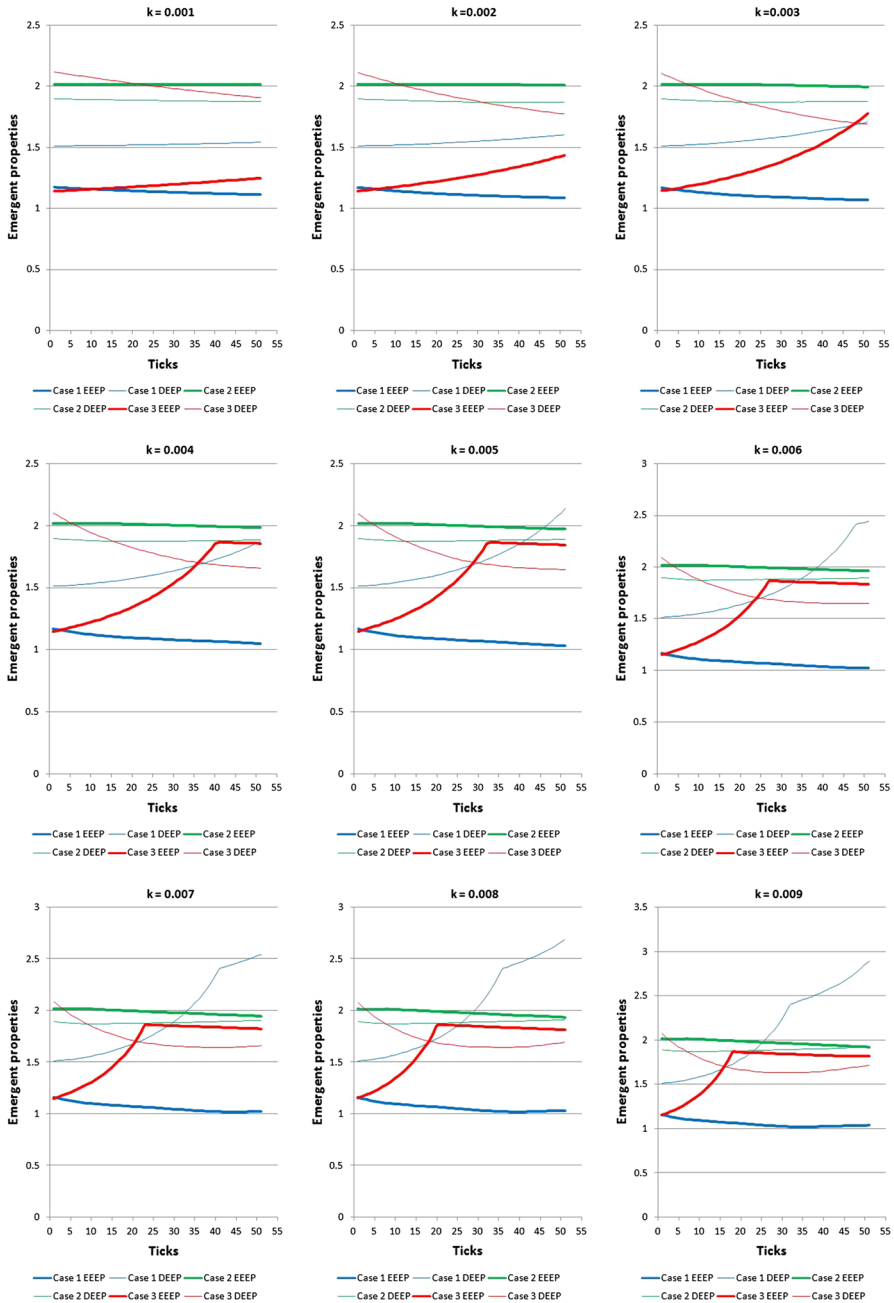 k = 0.001
k =0.002
k =0.003
Emergent properties
2.5
2
1.5
1
0.5
0
0 5 10 15 20 25 30 35 40 45 50 55
Ticks
Case 1 EEEP Case 1 DEEP Case 2 EEEP
Case 2 DEEP Case 3 EEEP Case 3 DEEP
Emergent properties
2.5
2
1.5
1
0.5
0
0 5 10 15 20 25 30 35 40 45 50 55
Ticks
Case 1 EEEP Case 1 DEEP Case 2 EEEP
Case 2 DEEP Case 3 EEEP Case 3 DEEP
Emergent properties
2.5
2
1.5
1
0.5
0
0 5 10 15 20 25 30 35 40 45 50 55
Ticks
Case 1 EEEP Case 1 DEEP Case 2 EEEP
Case 2 DEEP Case 3 EEEP Case 3 DEEP
k = 0.004
k = 0.005
k = 0.006
Emergent properties
2.5
2
1.5
1
0.5
0
0 5 10 15 20 25 30 35 40 45 50 55
Ticks
Case 1 EEEP Case 1 DEEP Case 2 EEEP
Case 2 DEEP Case 3 EEEP Case 3 DEEP
Emergent properties
2.5
2
1.5
1
0.5
0
0 5 10 15 20 25 30 35 40 45 50 55
Ticks
Case 1 EEEP Case 1 DEEP Case 2 EEEP
Case 2 DEEP Case 3 EEEP Case 3 DEEP
Emergent properties
3
2.5
2
1.5
1
0.5
0
0 5 10 15 20 25 30 35 40 45 50 55
Ticks
Case 1 EEEP Case 1 DEEP Case 2 EEEP
Case 2 DEEP Case 3 EEEP Case 3 DEEP
k = 0.007
k = 0.008
k = 0.009
Emergent properties
3
2.5
2
1.5
1
0.5
0
0 5 10 15 20 25 30 35 40 45 50 55
Ticks
Case 1 EEEP Case 1 DEEP Case 2 EEEP
Case 2 DEEP Case 3 EEEP Case 3 DEEP
Emergent properties
3
2.5
2
1.5
1
0.5
0
0 5 10 15 20 25 30 35 40 45 50 55
Ticks
Case 1 EEEP Case 1 DEEP Case 2 EEEP
Case 2 DEEP Case 3 EEEP Case 3 DEEP
Emergent properties
3.5
3
2.5
2
1.5
1
0.5
0
0 5 10 15 20 25 30 35 40 45 50 55
Ticks
Case 1 EEEP Case 1 DEEP Case 2 EEEP
Case 2 DEEP Case 3 EEEP Case 3 DEEP